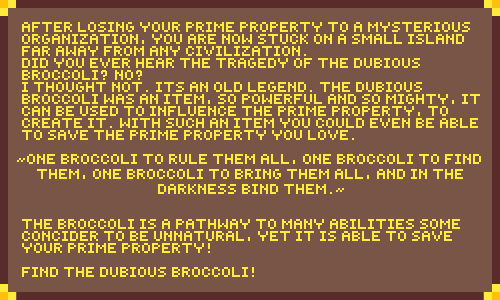 AFTER LOSING YOUR PRIME PROPERTY TO A MYSTERIOUS
ORGANIZATION, YOU ARE NOW STUCK ON A SMALL ISLAND
FAR AWAY FROM ANY CIVILIZATION.
DID YOU EVER HEAR THE TRAGEDY OF THE DUBIOUS
BROCCOLI? NO?
I THOUGHT NOT. ITS AN OLD LEGEND. THE DUBIOUS
BROCCOLI WAS AN ITEM, SO POWERFUL AND SO MIGHTY, IT
CAN BE USED TO INFLUENCE THE PRIME PROPERTY, TO
CREATE IT. WITH SUCH AN ITEM YOU COULD EVEN BE ABLE
TO SAVE THE PRIME PROPERTY YOU LOVE.
~ONE BROCCOLI TO RULE THEM ALL, ONE BROCCOLI TO FIND
THEM, ONE BROCCOLI TO BRING THEM ALL, AND IN THE
DARKNESS BIND THEM.~
THE BROCCOLI IS A PATHWAY TO MANY ABILITIES SOME
CONCIDER TO BE UNNATURAL, YET IT IS ABLE TO SAVE
YOUR PRIME PROPERTY!
FIND THE DUBIOUS BROCCOLI!